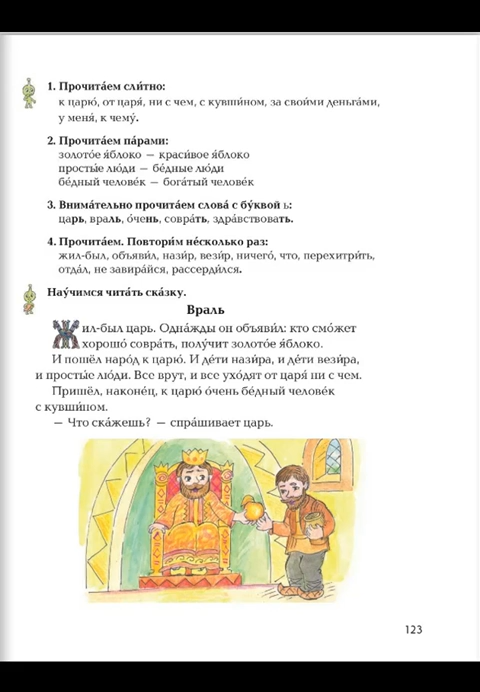 1. Прочита́ем сли́тно:
к царю́, от царя́, ни с чем, с кувши́ном, за свои́ми деньга́ми,
у меня́, к чему́.
2. Прочита́ем па́рами:
золото́е я́блоко — краси́вое я́блоко
просты́е лю́ди — бе́дные лю́ди
бе́дный челове́к — бога́тый челове́к
3. Внима́тельно прочита́ем слова́ с бу́квой ь:
царь, враль, о́чень, совра́ть, здра́вствовать.
4. Прочита́ем. Повтори́м не́сколько раз:
жил-был, объяви́л, нази́р, вези́р, ничего́, что, перехитри́ть,
отда́л, не завира́йся, рассерди́лся.
Нау́чимся чита́ть ска́зку.
Враль
Жил-был царь. Одна́жды он объяви́л: кто смо́жет
хорошо́ совра́ть, полу́чит золото́е я́блоко.
И пошёл наро́д к царю́. И де́ти нази́ра, и де́ти вези́ра,
и просты́е лю́ди. Все врут, и все ухо́дят от царя́ ни с чем.
Пришёл, наконе́ц, к царю́ о́чень бе́дный челове́к
с кувши́ном.
— Что ска́жешь? — спра́шивает царь.
123